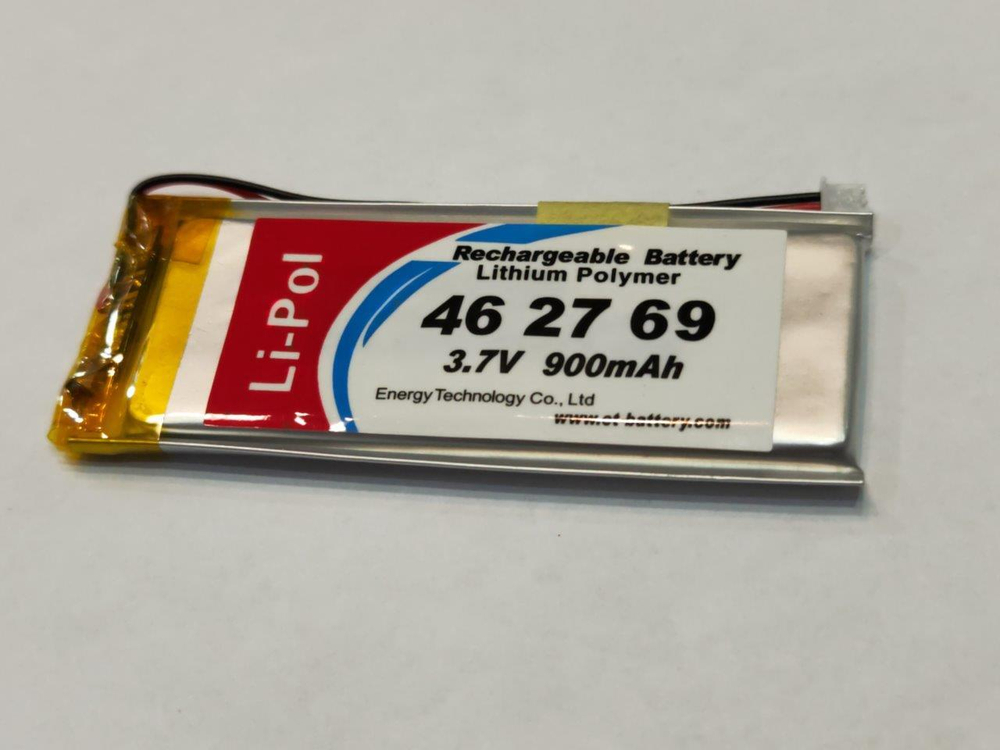 Li-Pol
Rechargeable Battery
Lithium Polymer
46 27 69
3.7V 900mAh
Energy Technology Co., Ltd
www.et-battery.com